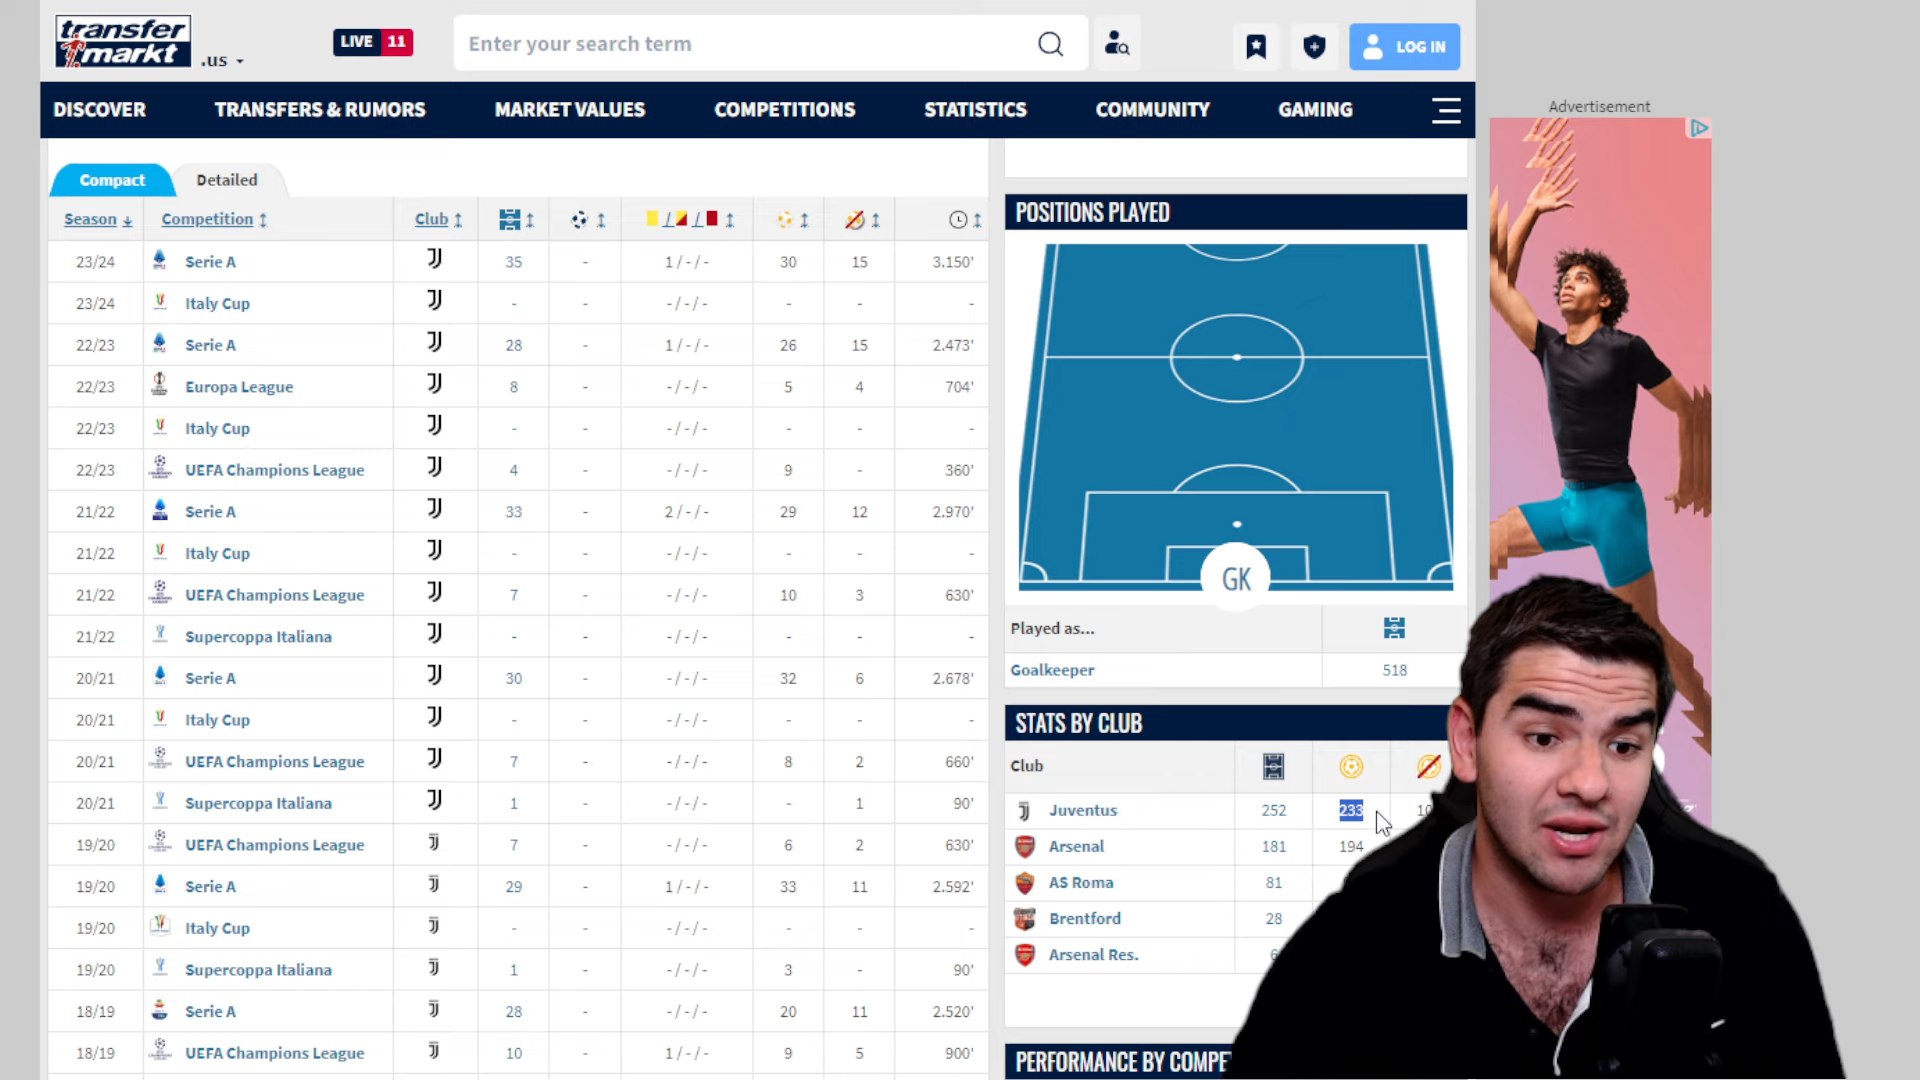 transfer
markt
.us
LIVE 11
Enter your search term
LOG IN
DISCOVER TRANSFERS & RUMORS MARKET VALUES COMPETITIONS STATISTICS COMMUNITY GAMING
Advertisement
Compact Detailed
Season Competition Club
23/24 Serie A 35 - 1 / - / - 30 15 3.150'
23/24 Italy Cup - - - / - / - - - -
22/23 Serie A 28 - 1 / - / - 26 15 2.473'
22/23 Europa League 8 - - / - / - 5 4 704'
22/23 Italy Cup - - - / - / - - - -
22/23 UEFA Champions League 4 - - / - / - 9 - 360'
21/22 Serie A 33 - 2 / - / - 29 12 2.970'
21/22 Italy Cup - - - / - / - - - -
21/22 UEFA Champions League 7 - - / - / - 10 3 630'
21/22 Supercoppa Italiana - - - / - / - - - -
20/21 Serie A 30 - - / - / - 32 6 2.678'
20/21 Italy Cup - - - / - / - - - -
20/21 UEFA Champions League 7 - - / - / - 8 2 660'
20/21 Supercoppa Italiana 1 - - / - / - - 1 90'
19/20 UEFA Champions League 7 - - / - / - 6 2 630'
19/20 Serie A 29 - 1 / - / - 33 11 2.592'
19/20 Italy Cup - - - / - / - - - -
19/20 Supercoppa Italiana 1 - - / - / - 3 - 90'
18/19 Serie A 28 - - / - / - 20 11 2.520'
18/19 UEFA Champions League 10 - 1 / - / - 9 5 900'
POSITIONS PLAYED
GK
Played as...
Goalkeeper 518
STATS BY CLUB
Club
Juventus 252 233
Arsenal 181 194
AS Roma 81
Brentford 28
Arsenal Res.
PERFORMANCE BY